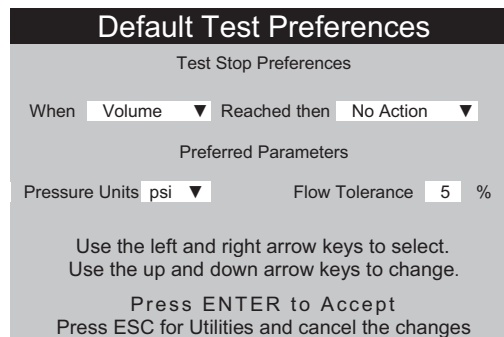 Default Test Preferences
Test Stop Preferences
When Volume ▼ Reached then No Action ▼
Preferred Parameters
Pressure Units psi ▼ Flow Tolerance 5 %
Use the left and right arrow keys to select.
Use the up and down arrow keys to change.
Press ENTER to Accept
Press ESC for Utilities and cancel the changes